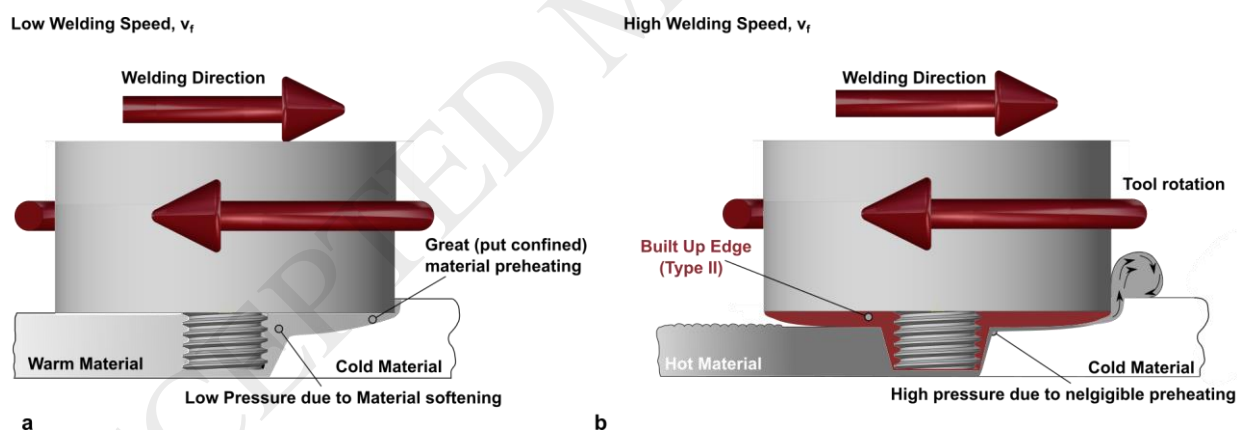 Low Welding Speed, vf
Welding Direction
Great (put confined)
material preheating
Warm Material
Cold Material
Low Pressure due to Material softening
a
High Welding Speed, vf
Welding Direction
Tool rotation
Built Up Edge
(Type II)
Hot Material
Cold Material
High pressure due to nelgigible preheating
b
CEPTED M